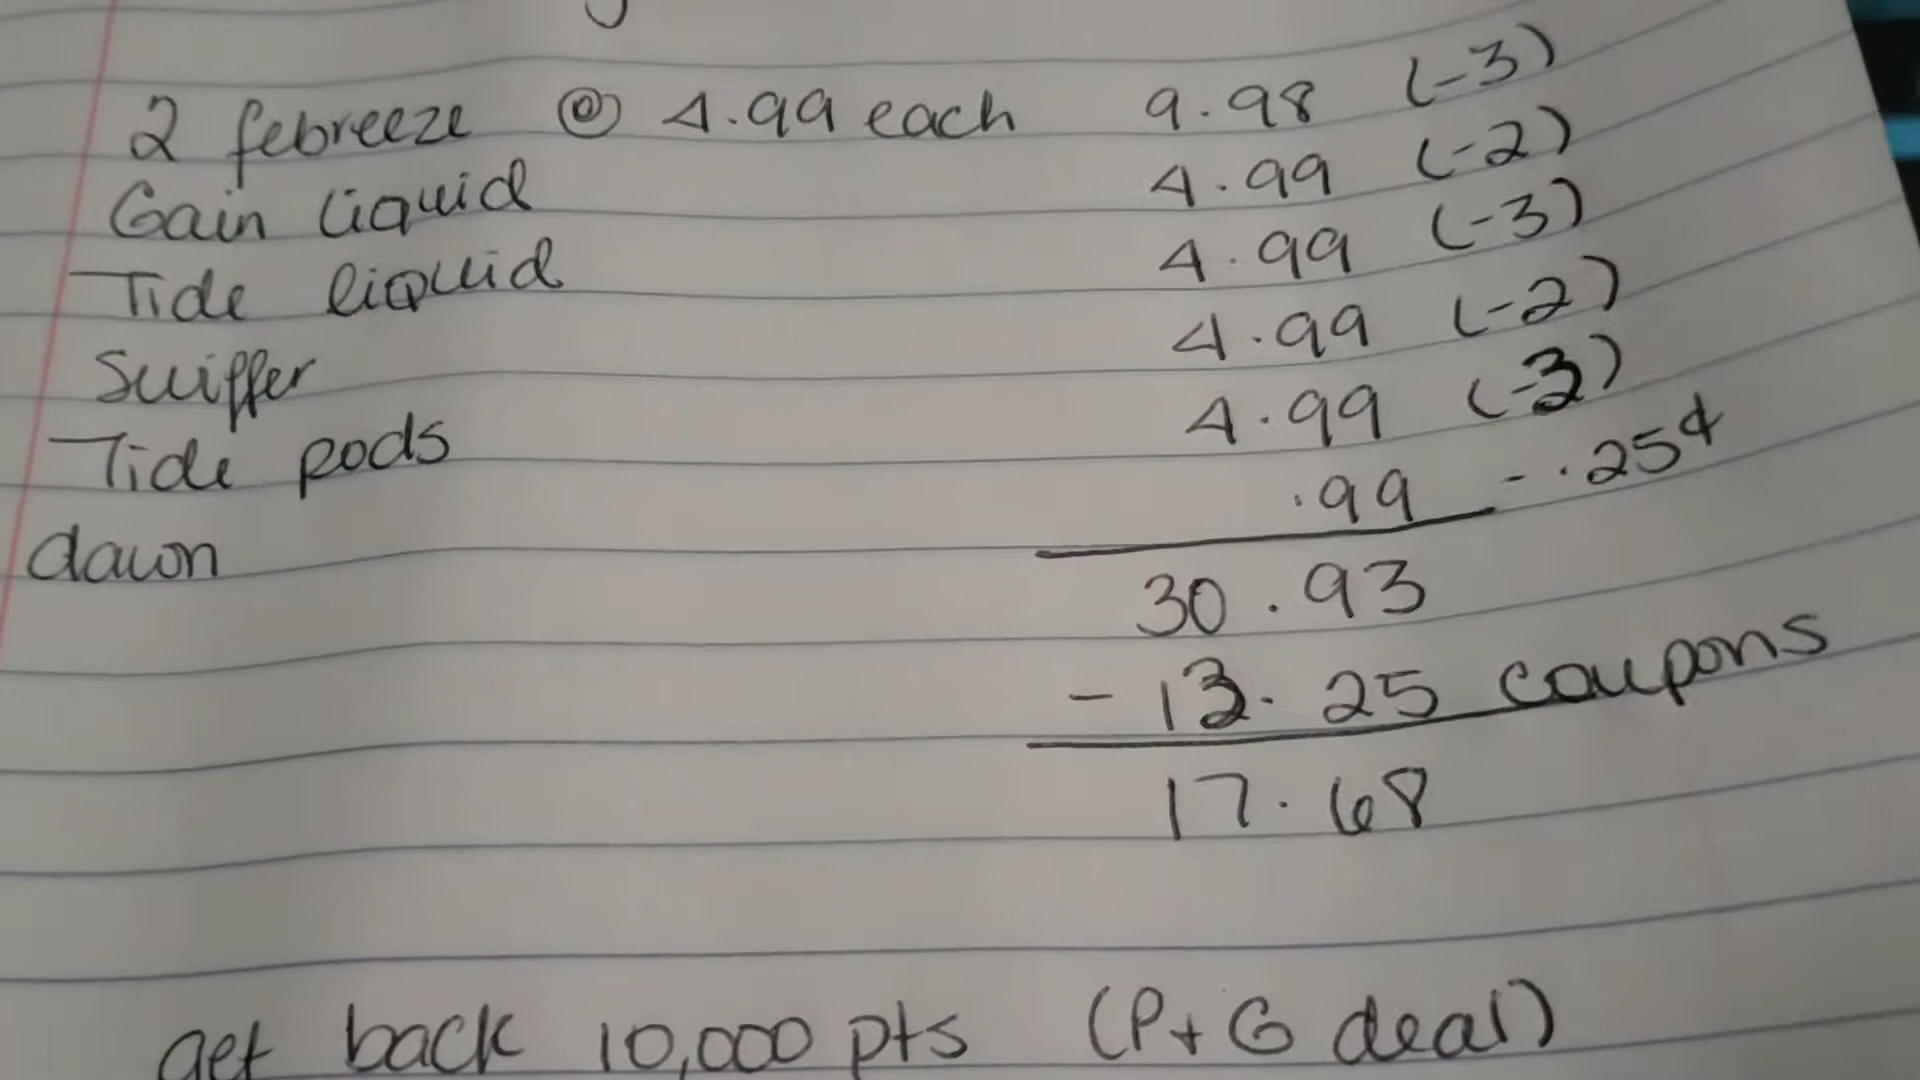 2 febreeze @ 4.99 each 9.98 (-3)
Gain liquid 4.99 (-2)
Tide liquid 4.99 (-3)
Swiffer 4.99 (-2)
Tide pods 4.99 (-3)
dawn .99 - .25¢
30.93
- 13.25 coupons
17.68
get back 10,000 pts (P+G deal)